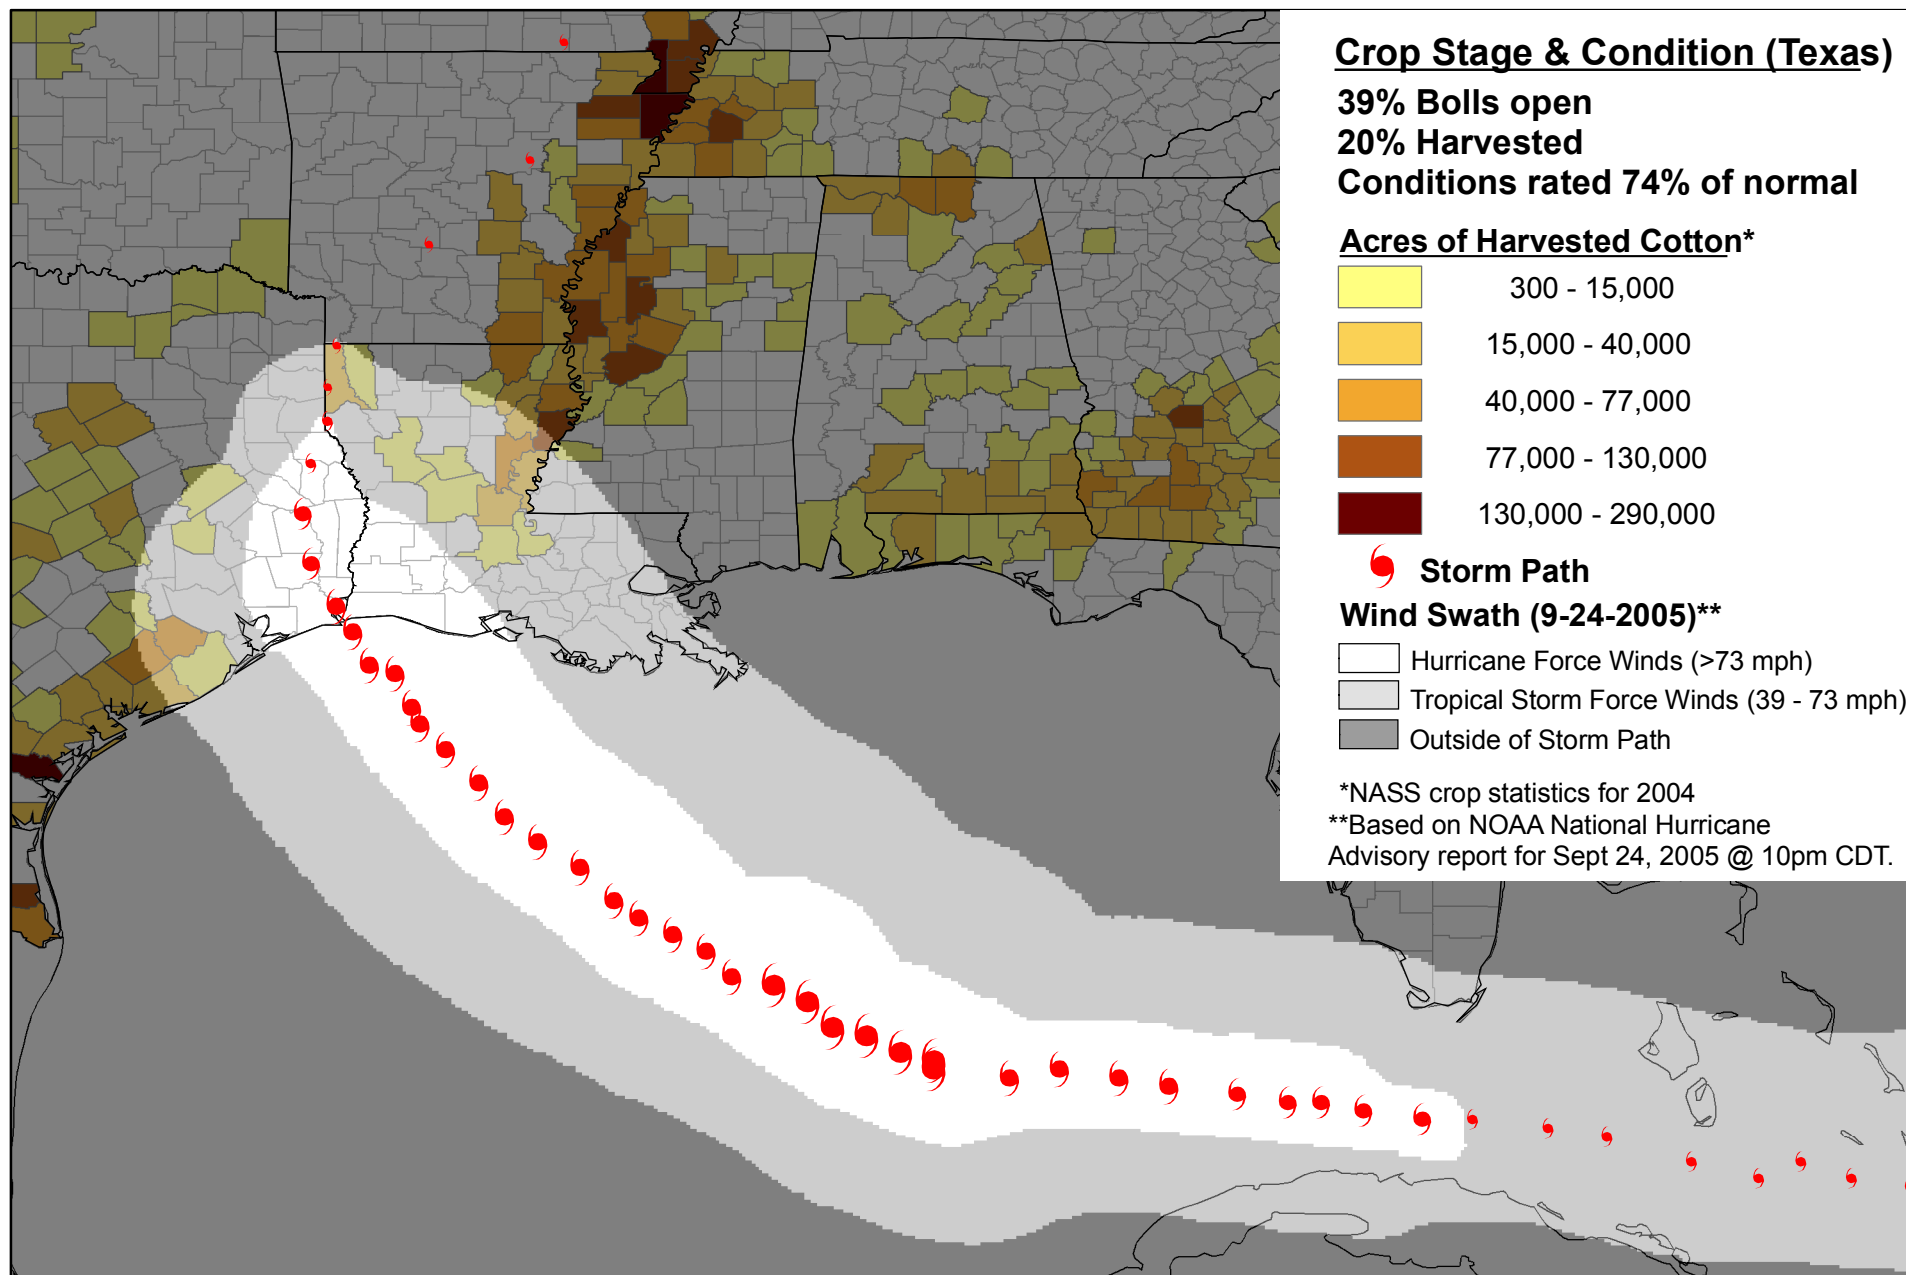 Crop Stage & Condition (Texas)
39% Bolls open
20% Harvested
Conditions rated 74% of normal
Acres of Harvested Cotton*
300 - 15,000
15,000 - 40,000
40,000 - 77,000
77,000 - 130,000
130,000 - 290,000
Storm Path
Wind Swath (9-24-2005)**
Hurricane Force Winds (>73 mph)
Tropical Storm Force Winds (39 - 73 mph)
Outside of Storm Path
*NASS crop statistics for 2004
**Based on NOAA National Hurricane
Advisory report for Sept 24, 2005 @ 10pm CDT.